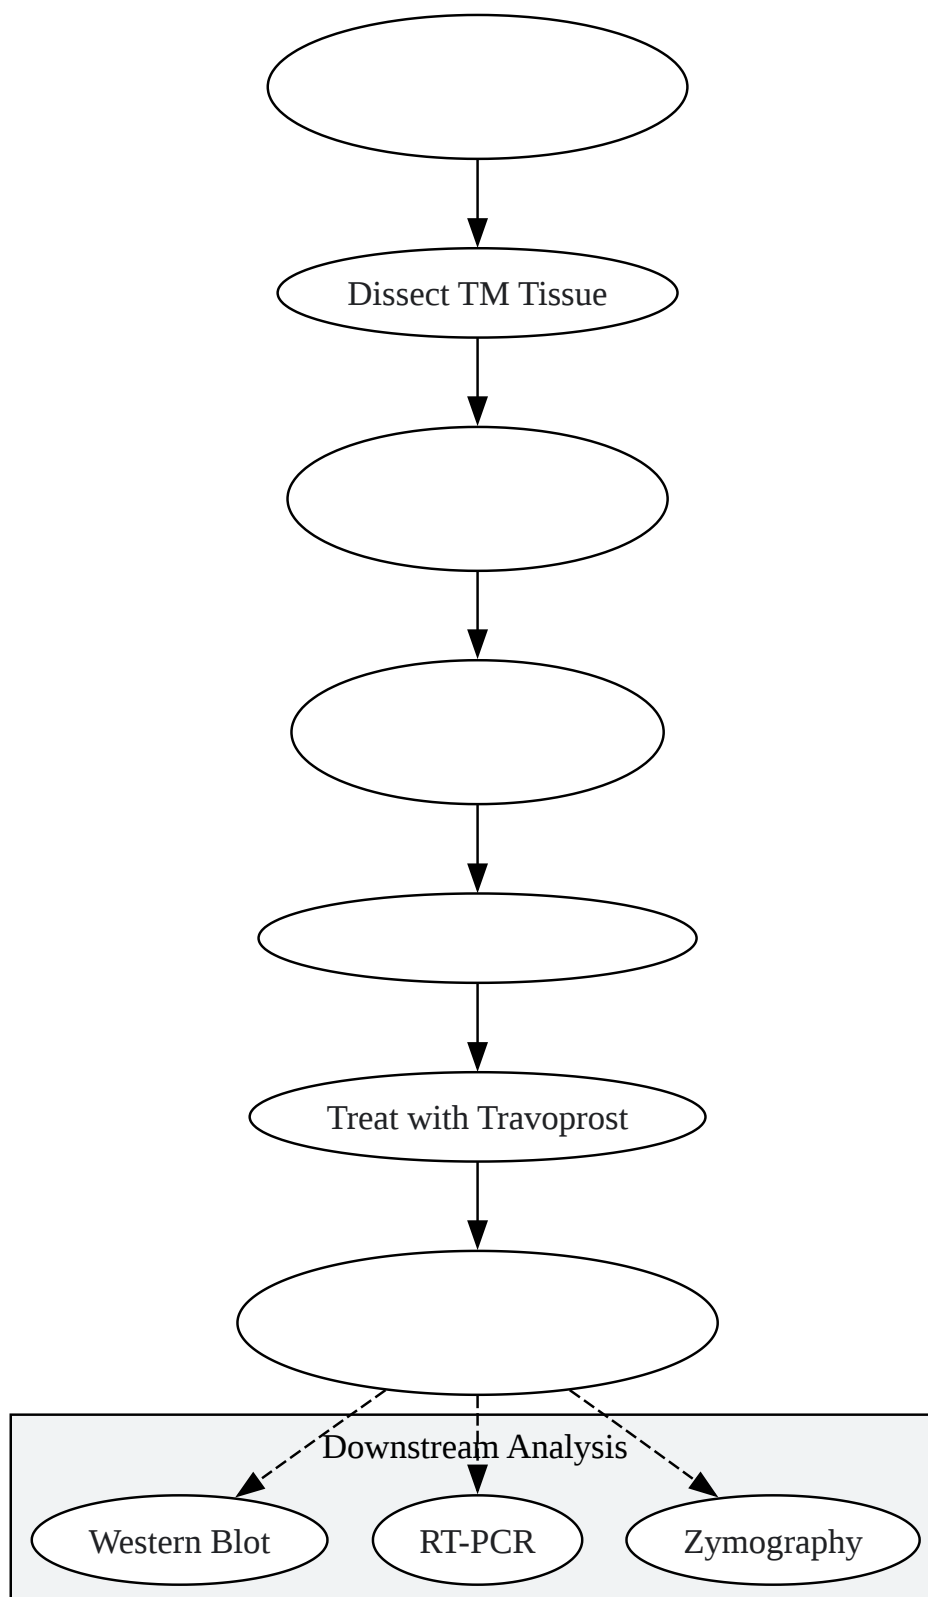 Dissect TM Tissue
Treat with Travoprost
Downstream Analysis
Western Blot
RT-PCR
Zymography